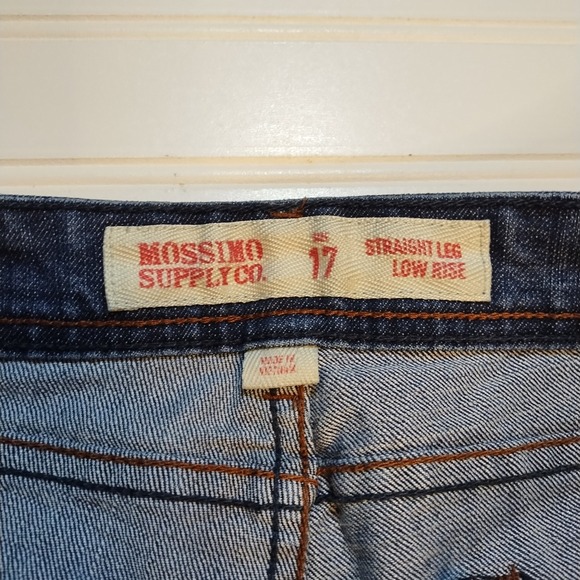 MOSSIMO
SUPPLY CO.
17
STRAIGHT LEG
LOW RISE
MADE IN
VIETNAM